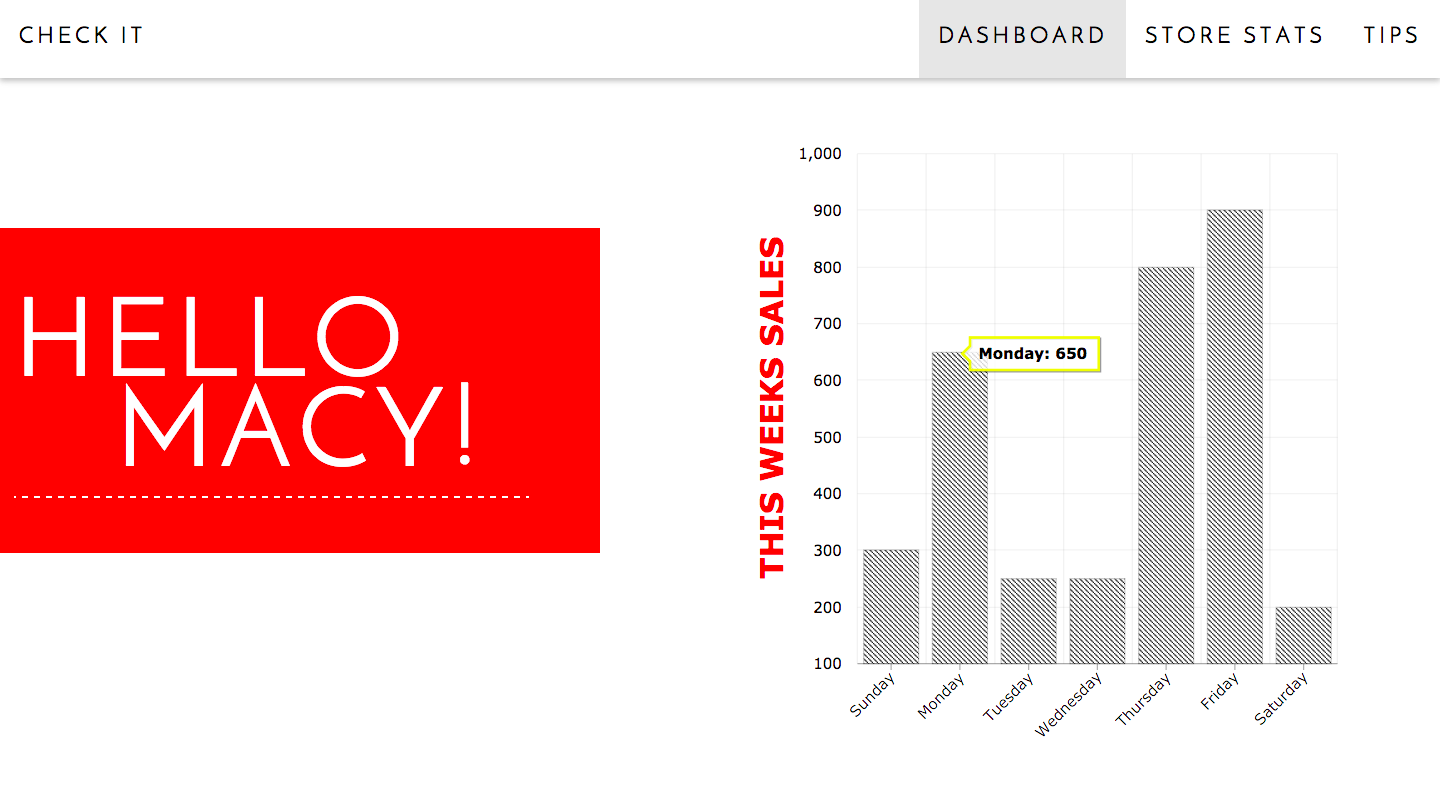 CHECK IT
DASHBOARD
STORE STATS
TIPS
HELLO
MACY!
THIS WEEKS SALES
1,000
900
800
700
600
500
400
300
200
100
Monday: 650
Sunday
Monday
Tuesday
Wednesday
Thursday
Friday
Saturday